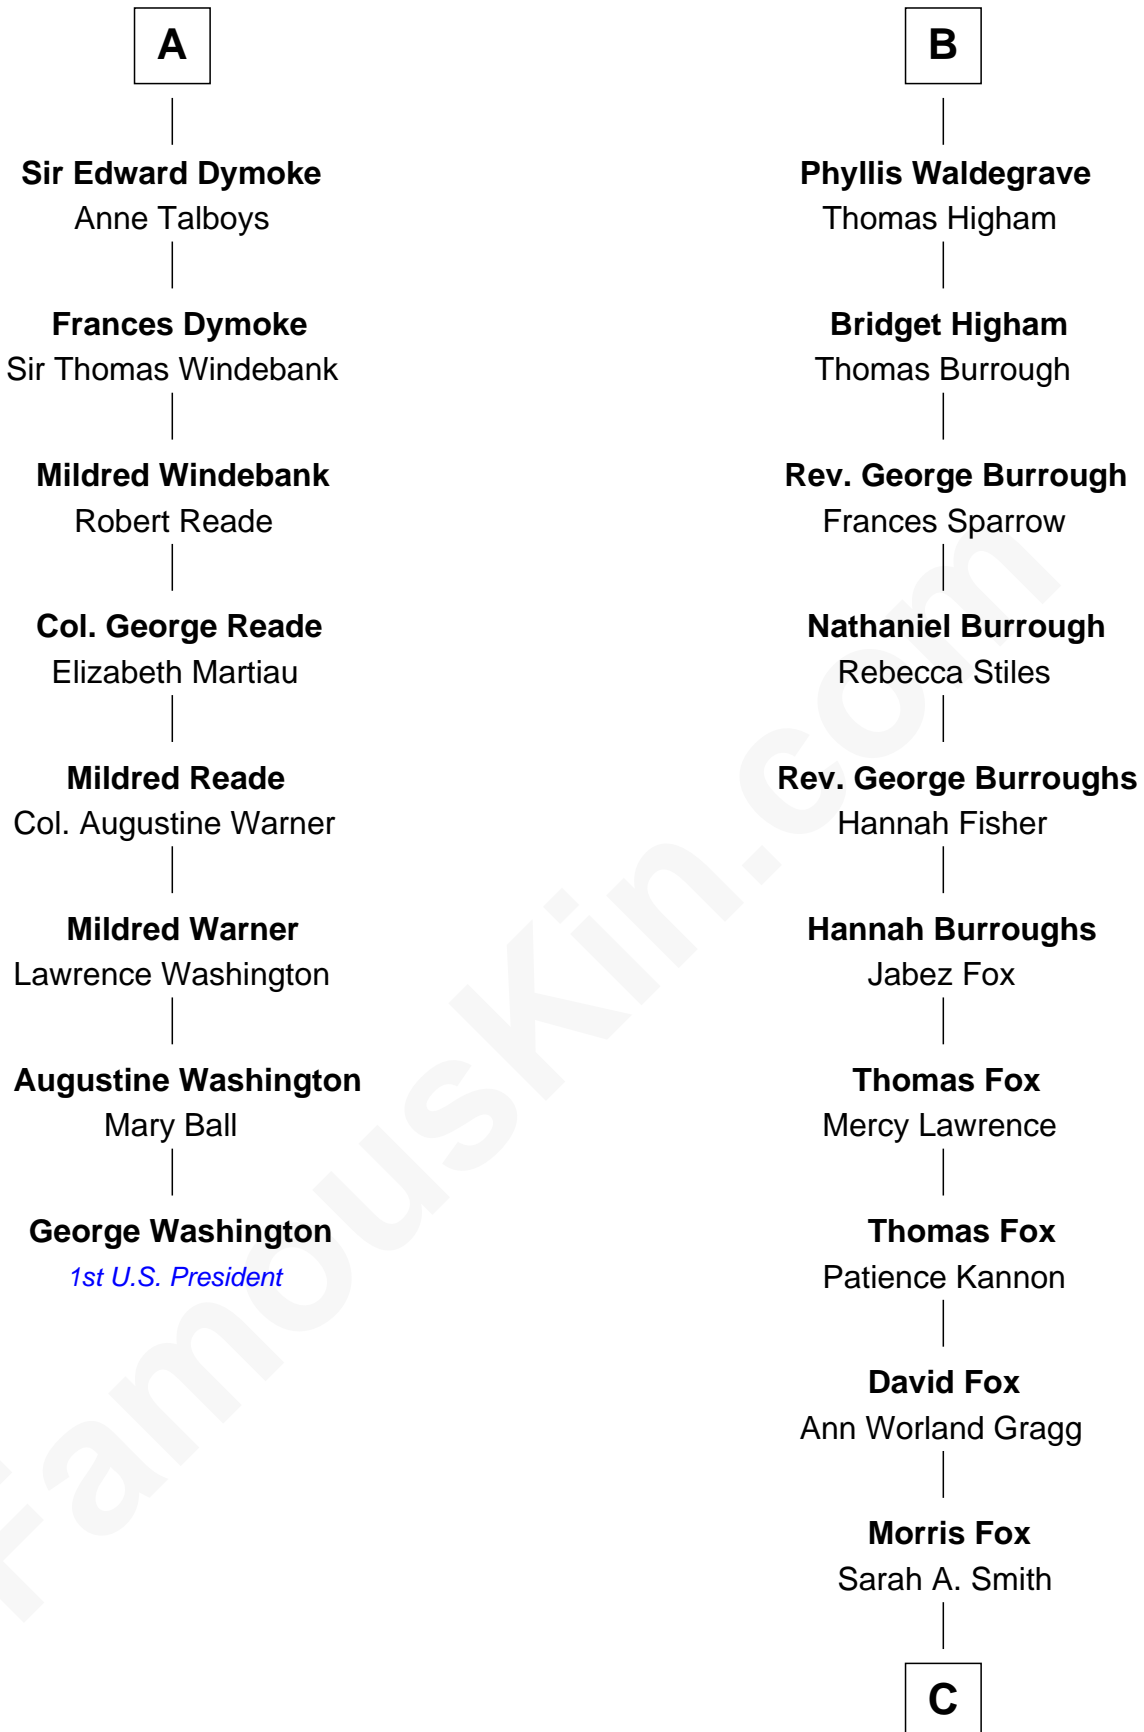 A
Sir Edward Dymoke
Anne Talboys
Frances Dymoke
Sir Thomas Windebank
Mildred Windebank
Robert Reade
Col. George Reade
Elizabeth Martiau
Mildred Reade
Col. Augustine Warner
Mildred Warner
Lawrence Washington
Augustine Washington
Mary Ball
George Washington
1st U.S. President
B
Phyllis Waldegrave
Thomas Higham
Bridget Higham
Thomas Burrough
Rev. George Burrough
Frances Sparrow
Nathaniel Burrough
Rebecca Stiles
Rev. George Burroughs
Hannah Fisher
Hannah Burroughs
Jabez Fox
Thomas Fox
Mercy Lawrence
Thomas Fox
Patience Kannon
David Fox
Ann Worland Gragg
Morris Fox
Sarah A. Smith
C
FamousKin.com